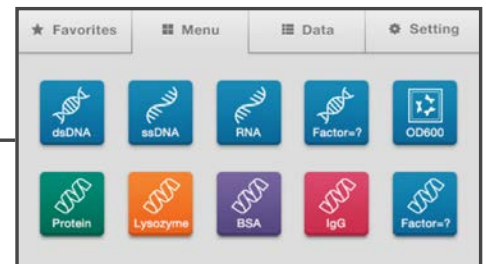 Favorites Menu Data Setting
dsDNA ssDNA RNA Factor=? OD600
Protein Lysozyme BSA IgG Factor=?